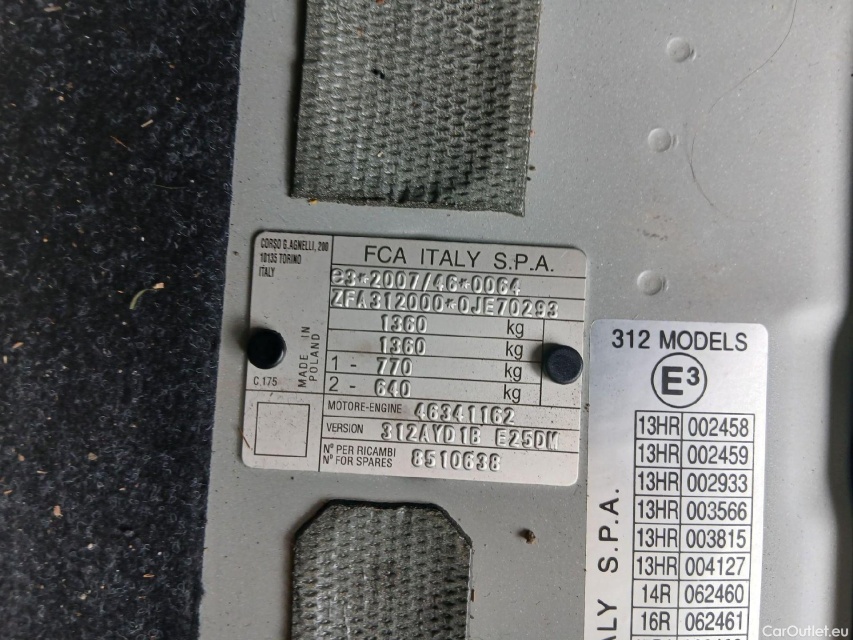 CORSO G.AGNELLI, 200
10135 TORINO
ITALY
FCA ITALY S.P.A.
e3*2007/46*0064
ZFA312000*0JE70293
1360 kg
1360 kg
1 - 770 kg
2 - 640 kg
MADE IN
POLAND
C.175
MOTORE-ENGINE 46341162
VERSION 312AYD1B E25DM
N° PER RICAMBI
N° FOR SPARES 8510638
312 MODELS
E3
13HR 002458
13HR 002459
13HR 002933
13HR 003566
13HR 003815
13HR 004127
14R 062460
16R 062461
ALY S.P.A.
CarOutlet.eu